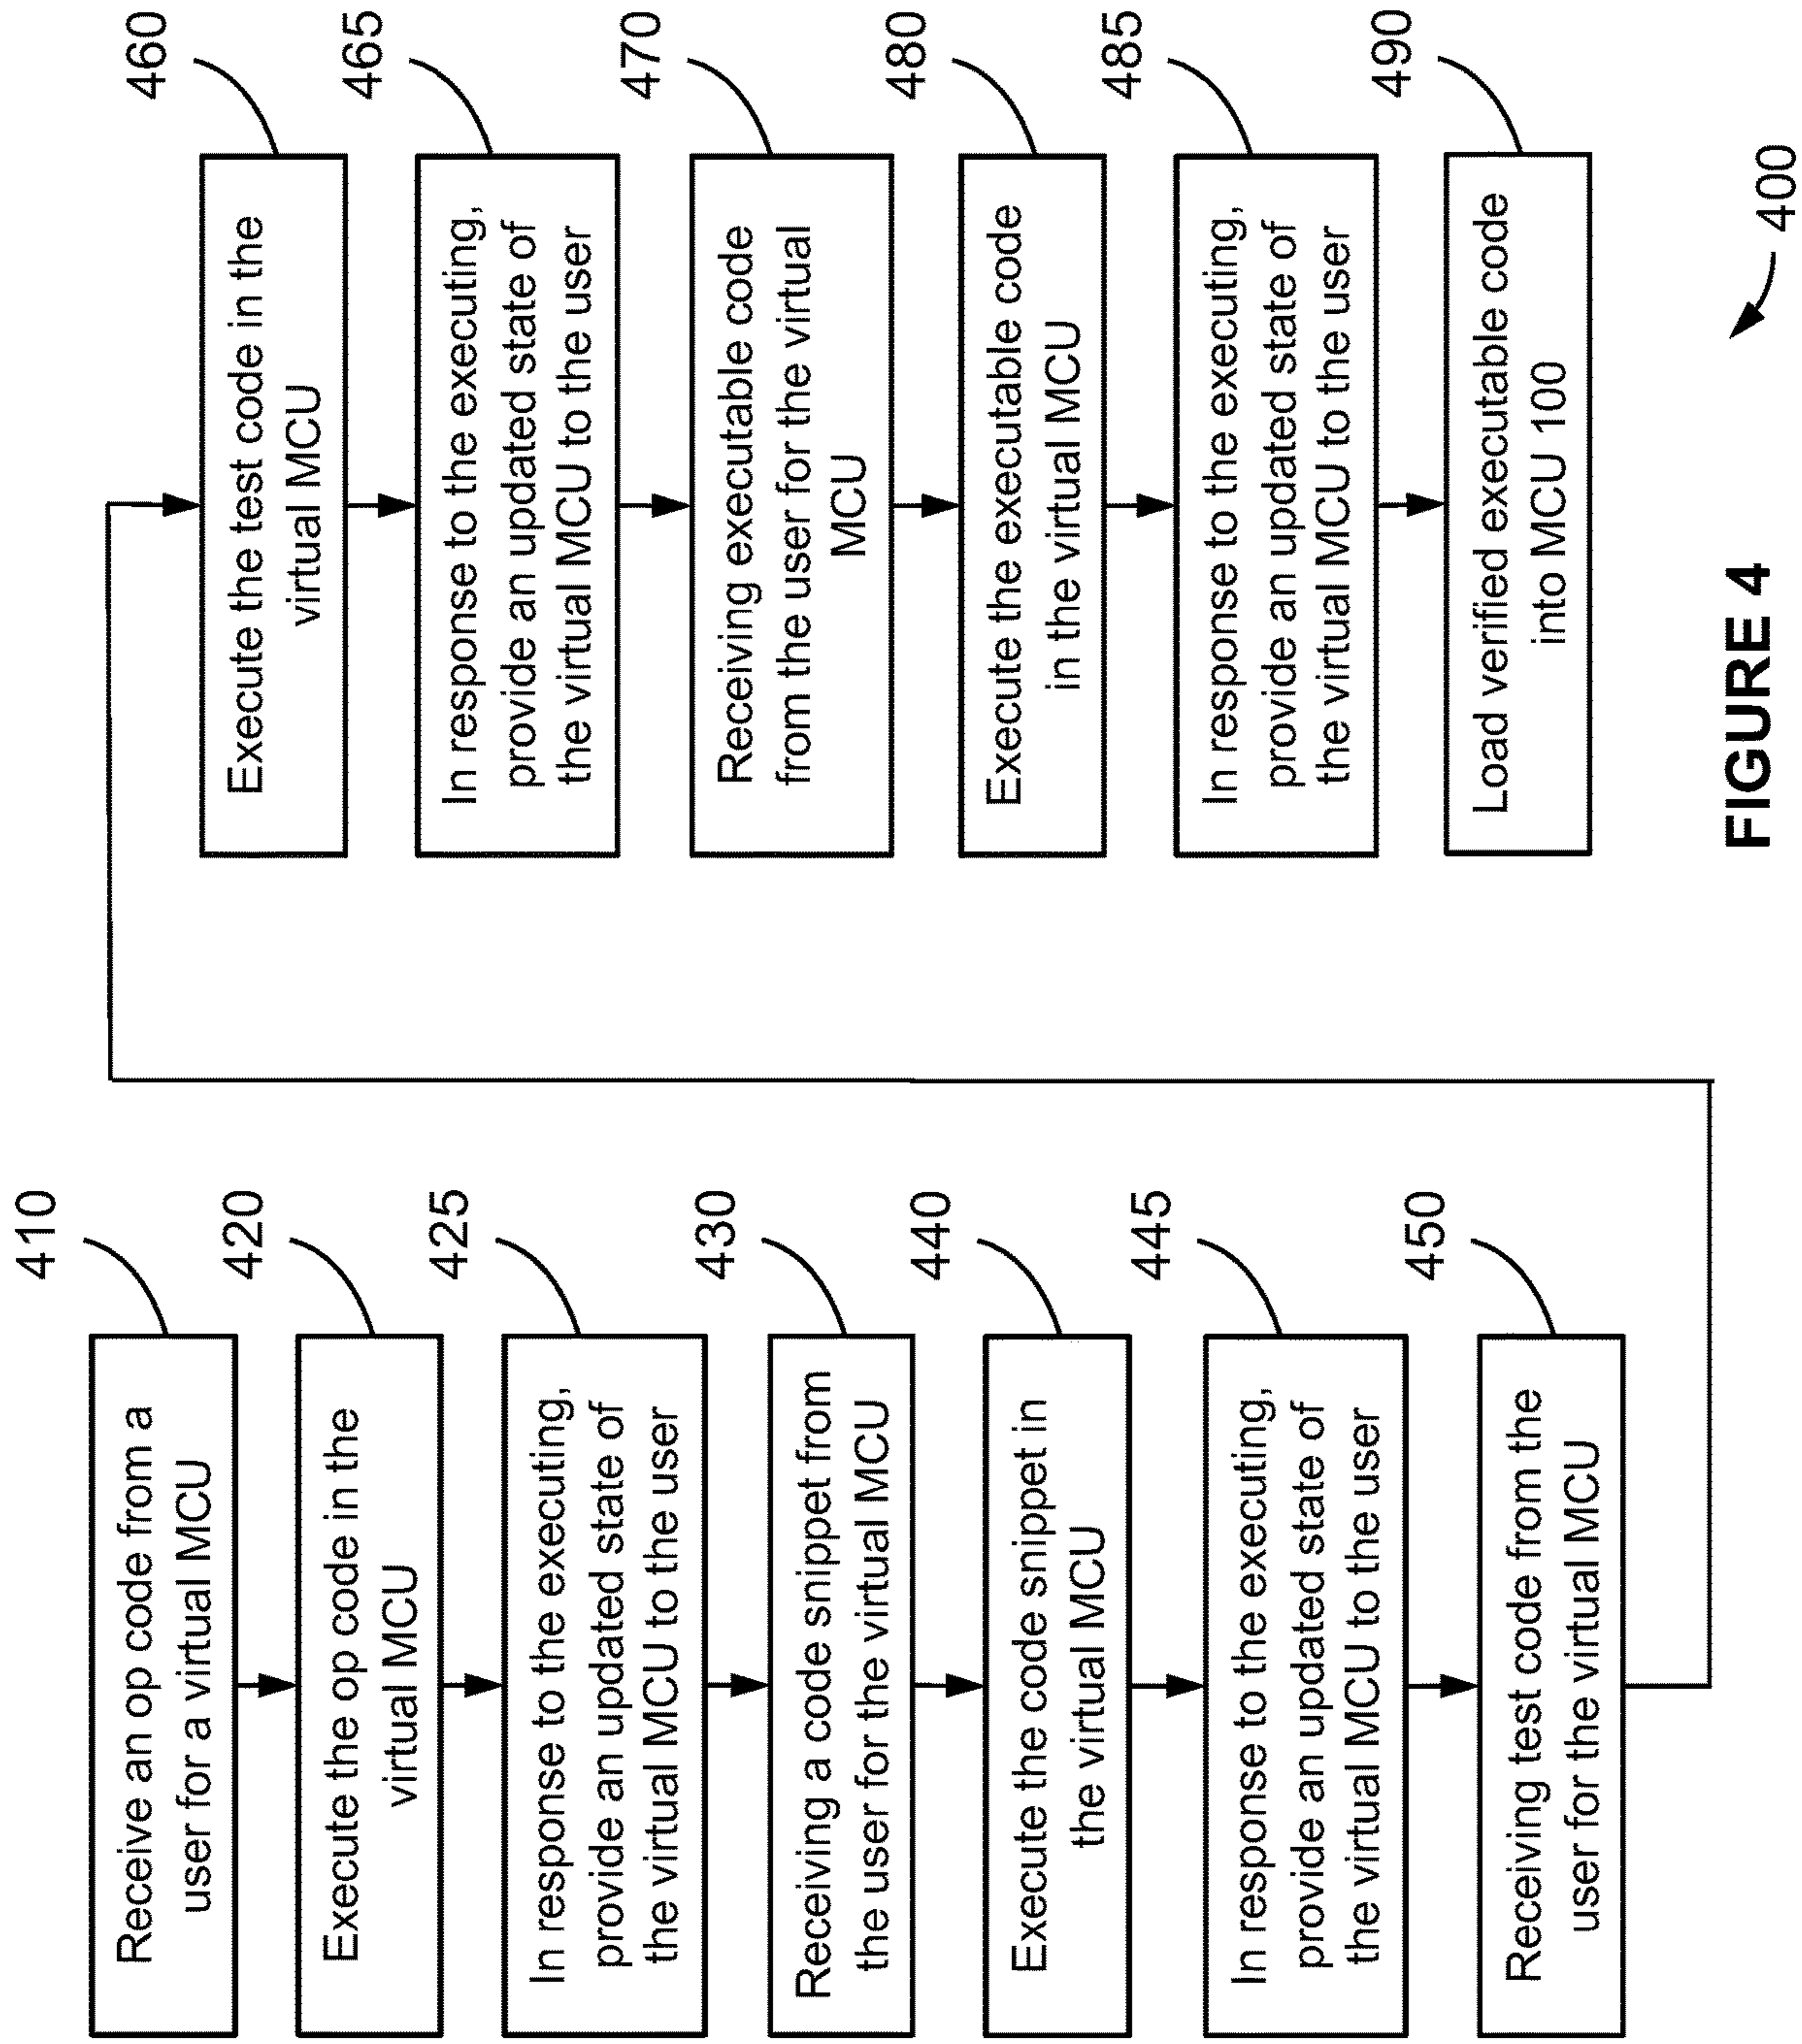 410
Receive an op code from a
user for a virtual MCU
420
Execute the op code in the
virtual MCU
425
In response to the executing,
provide an updated state of
the virtual MCU to the user
430
Receiving a code snippet from
the user for the virtual MCU
440
Execute the code snippet in
the virtual MCU
445
In response to the executing,
provide an updated state of
the virtual MCU to the user
450
Receiving test code from the
user for the virtual MCU
460
Execute the test code in the
virtual MCU
465
In response to the executing,
provide an updated state of
the virtual MCU to the user
470
Receiving executable code
from the user for the virtual
MCU
480
Execute the executable code
in the virtual MCU
485
In response to the executing,
provide an updated state of
the virtual MCU to the user
490
Load verified executable code
into MCU 100
400
FIGURE 4